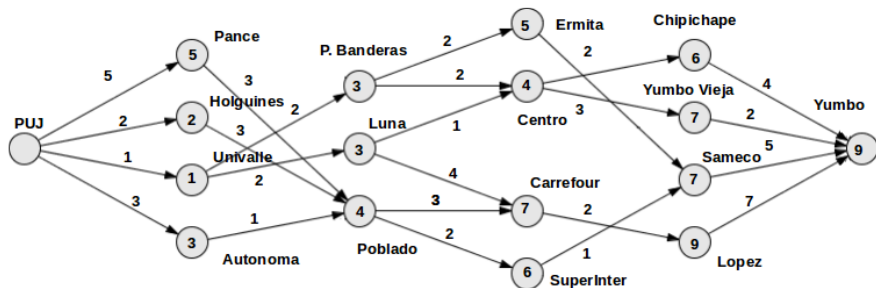 Ermita
Chipichape
Pance
P. Banderas
2
5
2
5
5
3
2
6
4
Holguines
2
3
4
Yumbo Vieja
Yumbo
PUJ
2
2
3
Luna
1
Centro
3
7
2
9
1
Univalle
3
Sameco
5
1
2
4
Carrefour
7
3
1
4
3
7
2
7
3
Autonoma
Poblado
2
6
1
9
Lopez
SuperInter